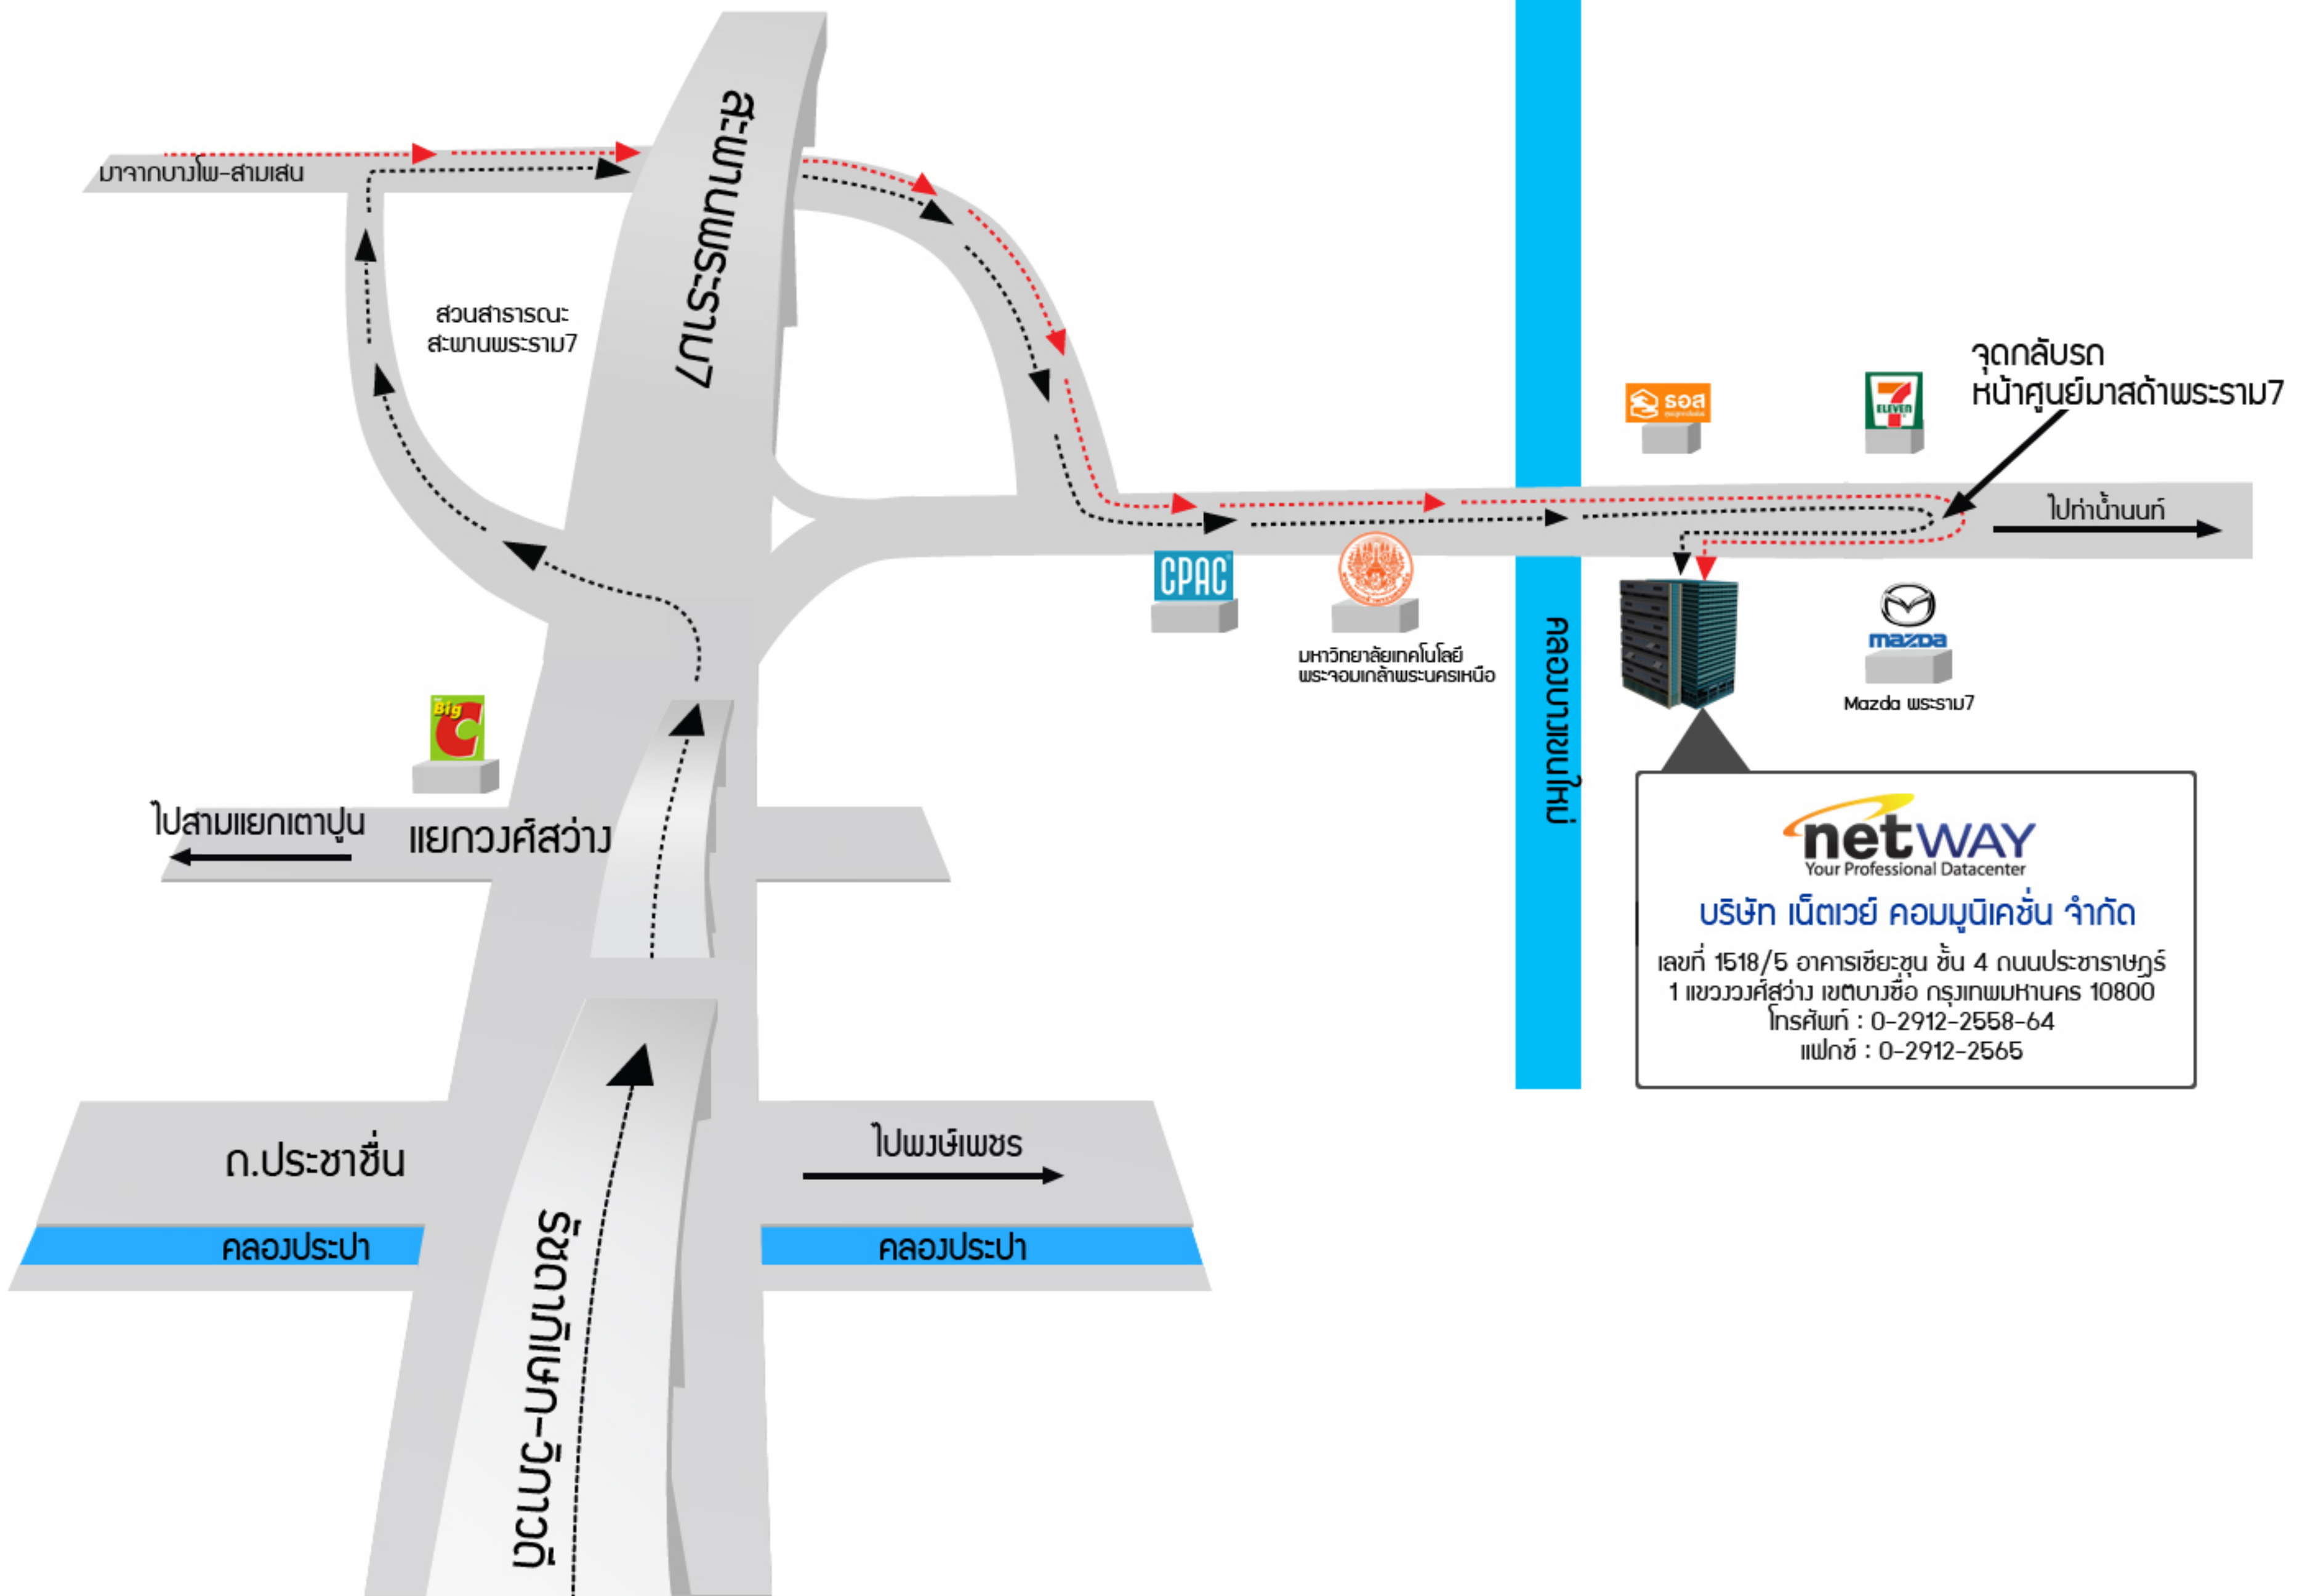 สะพานพระราม7
มาจากบางโพ-สามเสน
สวนสาธารณะ
สะพานพระราม7
จุดกลับรถ
หน้าศูนย์มาสด้าพระราม7
ธอส
7
ELEVEN
ไปท่าน้ำนนท์
CPAC
มหาวิทยาลัยเทคโนโลยี
พระจอมเกล้าพระนครเหนือ
คลองบางเขนใหม่
mazda
Mazda พระราม7
Big
C
ไปสามแยกเตาปูน
แยกวงศ์สว่าง
netWAY
Your Professional Datacenter
บริษัท เน็ตเวย์ คอมมูนิเคชั่น จำกัด
เลขที่ 1518/5 อาคารเซียะชุน ชั้น 4 ถนนประชาราษฎร์
1 แขวงวงศ์สว่าง เขตบางซื่อ กรุงเทพมหานคร 10800
โทรศัพท์ : 0-2912-2558-64
แฟกซ์ : 0-2912-2565
ถ.ประชาชื่น
ไปพงษ์เพชร
คลองประปา
คลองประปา
ดิวมาวิก-กษิณเวณิรั